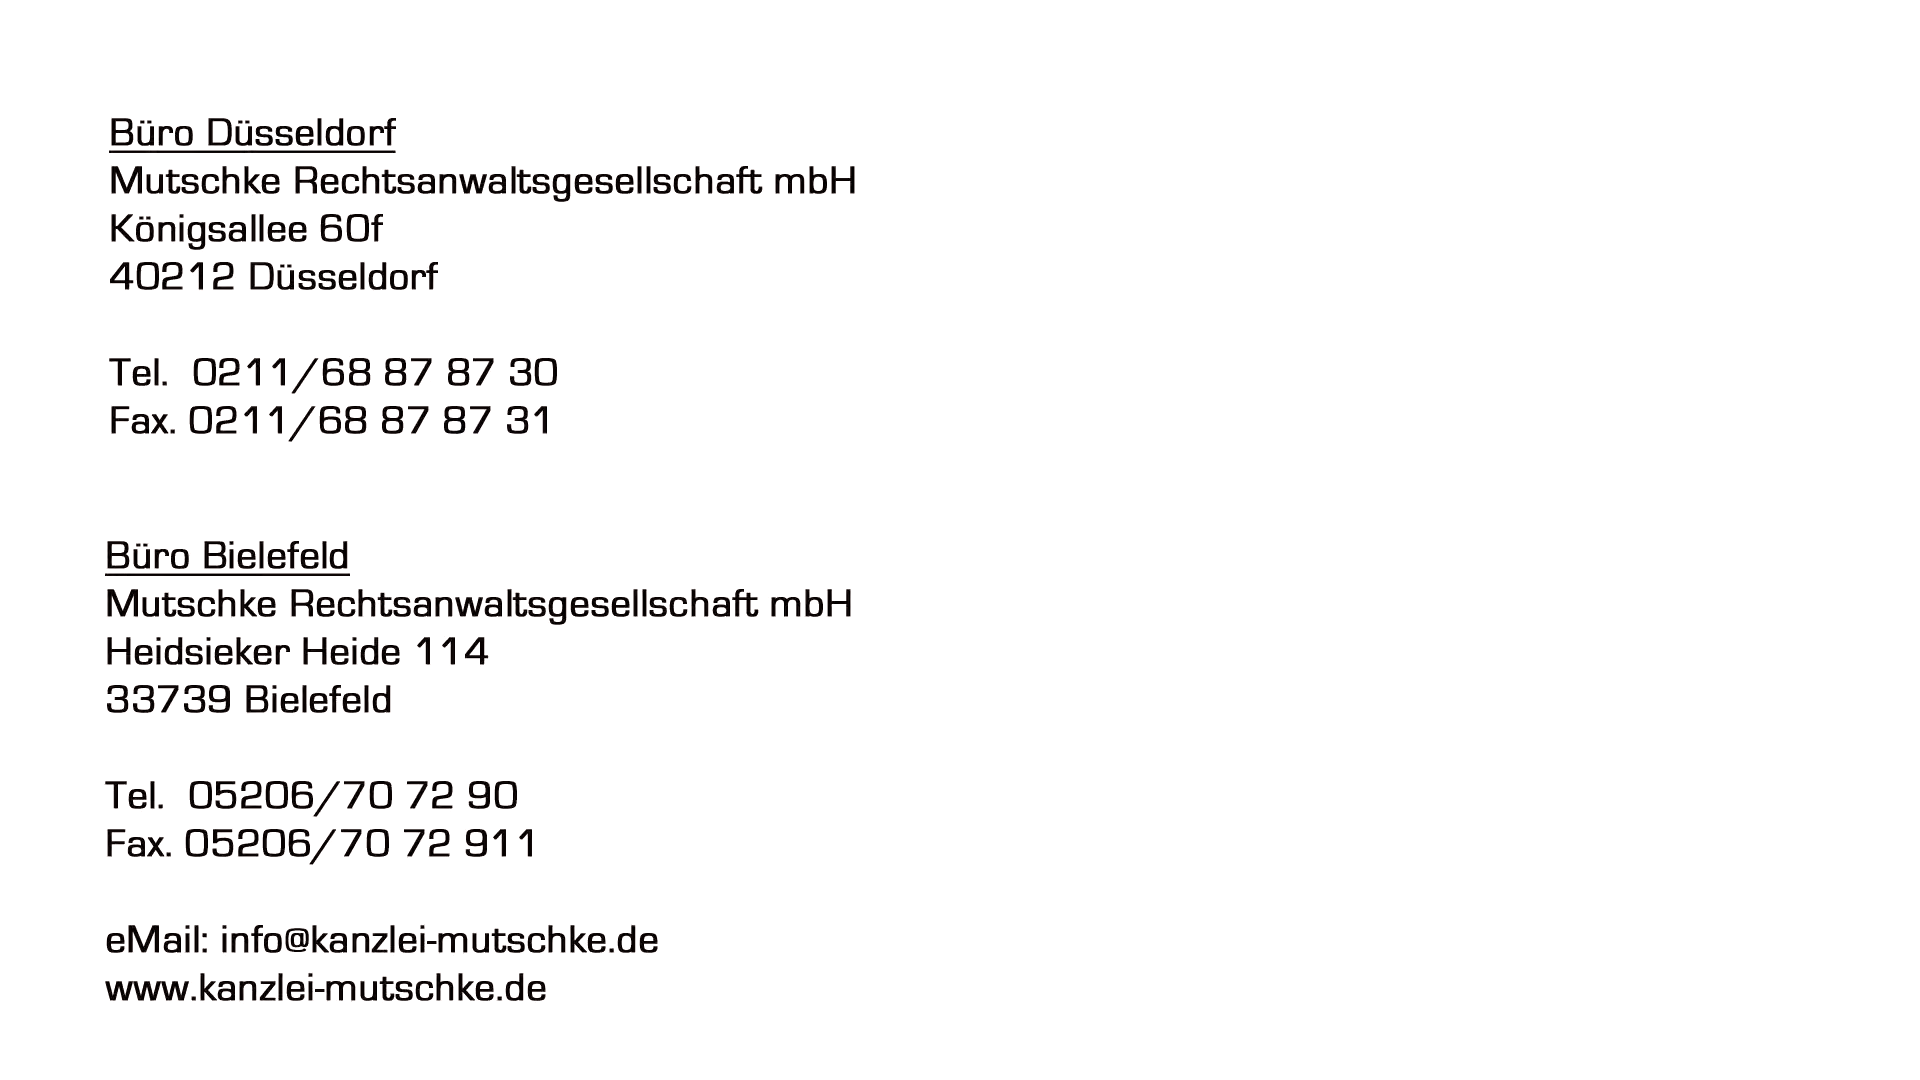 Büro Düsseldorf
Mutschke Rechtsanwaltsgesellschaft mbH
Königsallee 60f
40212 Düsseldorf
Tel.  0211/68 87 87 30
Fax. 0211/68 87 87 31
Büro Bielefeld
Mutschke Rechtsanwaltsgesellschaft mbH
Heidsieker Heide 114
33739 Bielefeld
Tel.  05206/70 72 90
Fax. 05206/70 72 911
eMail: info@kanzlei-mutschke.de
www.kanzlei-mutschke.de